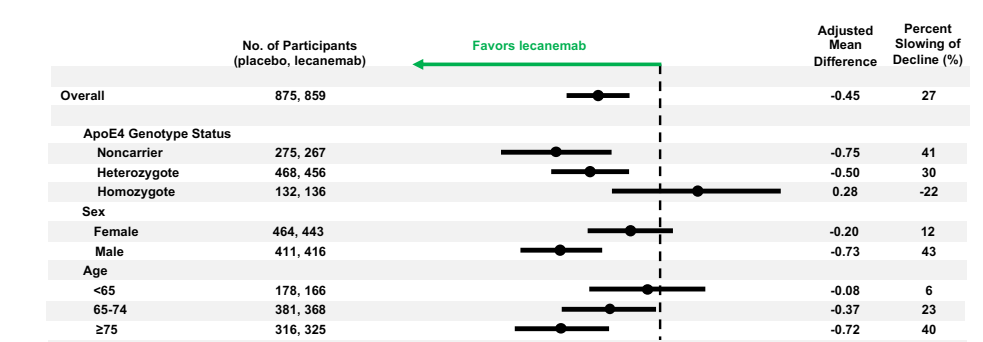 No. of Participants
(placebo, lecanemab)
Favors lecanemab
Adjusted
Mean
Difference
Percent
Slowing of
Decline (%)
Overall 875, 859 -0.45 27
ApoE4 Genotype Status
Noncarrier 275, 267 -0.75 41
Heterozygote 468, 456 -0.50 30
Homozygote 132, 136 0.28 -22
Sex
Female 464, 443 -0.20 12
Male 411, 416 -0.73 43
Age
<65 178, 166 -0.08 6
65-74 381, 368 -0.37 23
≥75 316, 325 -0.72 40